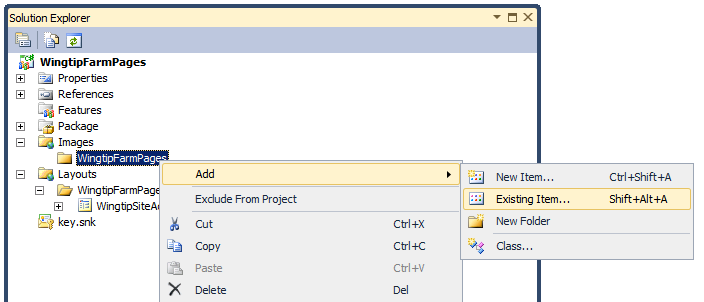 Solution Explorer
WingtipFarmPages
Properties
References
Features
Package
Images
WingtipFarmPages
Layouts
WingtipFarmPage
WingtipSiteAd
key.snk
Add
Exclude From Project
Cut Ctrl+X
Copy Ctrl+C
Paste Ctrl+V
Delete Del
New Item... Ctrl+Shift+A
Existing Item... Shift+Alt+A
New Folder
Class...